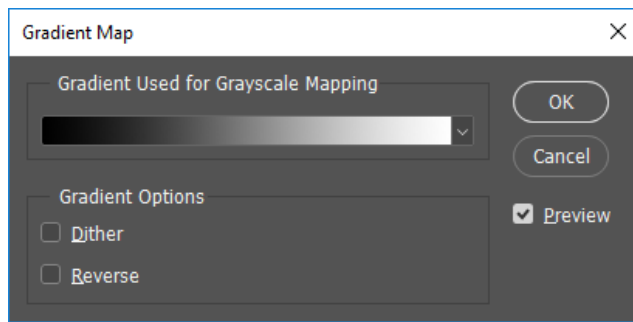 Gradient Map
Gradient Used for Grayscale Mapping
OK
Cancel
Gradient Options
Preview
Dither
Reverse